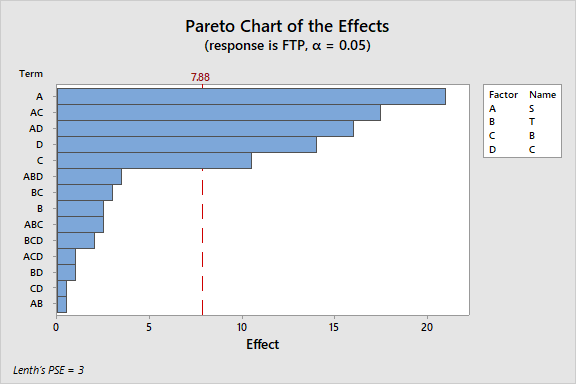 Pareto Chart of the Effects
(response is FTP, α = 0.05)
Term
7.88
A
AC
AD
D
C
ABD
BC
B
ABC
BCD
ACD
BD
CD
AB
0 5 10 15 20
Effect
Factor Name
A S
B T
C B
D C
Lenth's PSE = 3